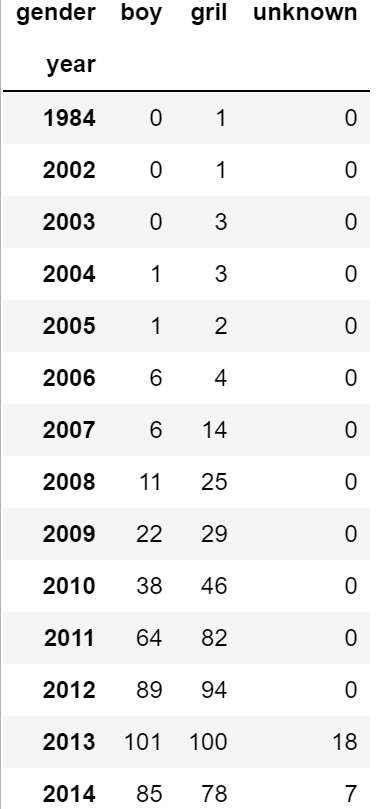 gender boy gril unknown
year
1984 0 1 0
2002 0 1 0
2003 0 3 0
2004 1 3 0
2005 1 2 0
2006 6 4 0
2007 6 14 0
2008 11 25 0
2009 22 29 0
2010 38 46 0
2011 64 82 0
2012 89 94 0
2013 101 100 18
2014 85 78 7